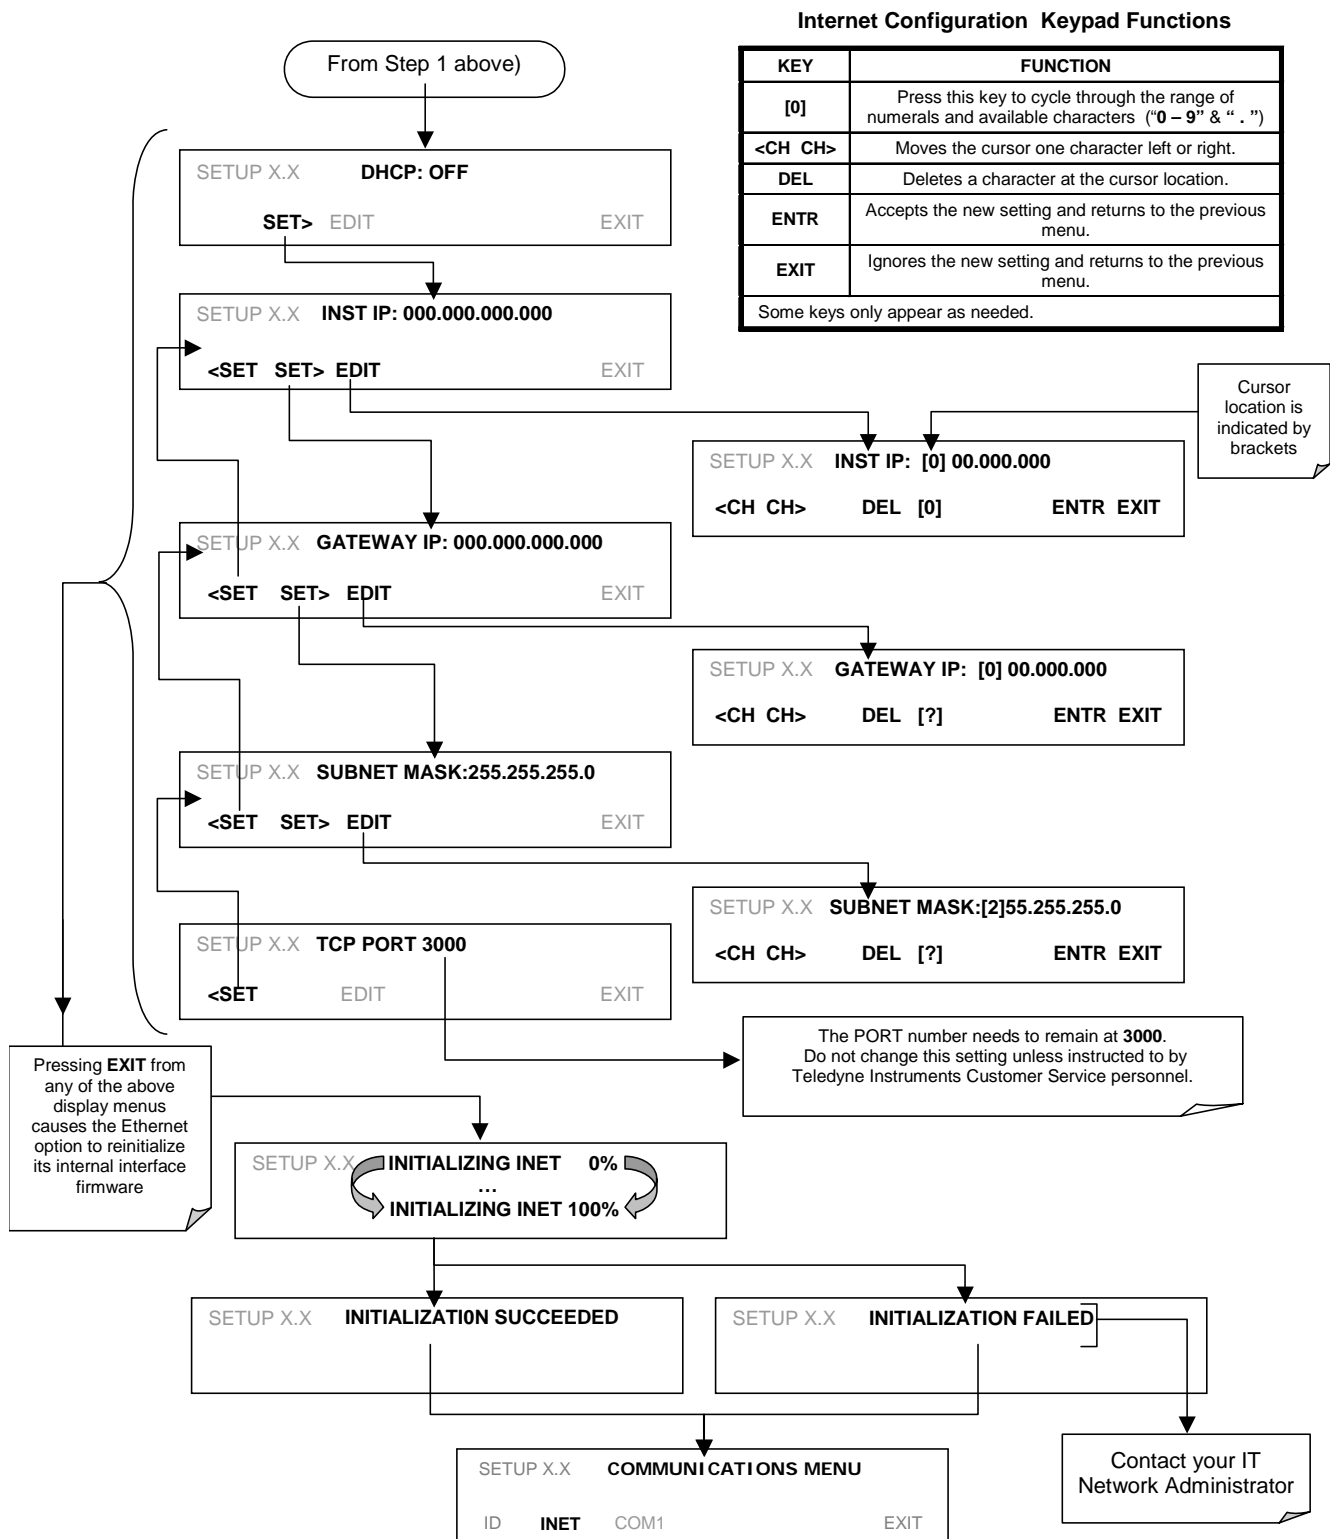 Internet Configuration  Keypad Functions
From Step 1 above)
KEY FUNCTION
[0] Press this key to cycle through the range of
numerals and available characters ("0 – 9" & " . ")
<CH CH> Moves the cursor one character left or right.
DEL Deletes a character at the cursor location.
ENTR Accepts the new setting and returns to the previous
menu.
EXIT Ignores the new setting and returns to the previous
menu.
Some keys only appear as needed.
SETUP X.X DHCP: OFF
SET> EDIT EXIT
SETUP X.X INST IP: 000.000.000.000
<SET SET> EDIT EXIT
Cursor
location is
indicated by
brackets
SETUP X.X INST IP: [0] 00.000.000
<CH CH> DEL [0] ENTR EXIT
SETUP X.X GATEWAY IP: 000.000.000.000
<SET SET> EDIT EXIT
SETUP X.X GATEWAY IP: [0] 00.000.000
<CH CH> DEL [?] ENTR EXIT
SETUP X.X SUBNET MASK:255.255.255.0
<SET SET> EDIT EXIT
SETUP X.X SUBNET MASK:[2]55.255.255.0
<CH CH> DEL [?] ENTR EXIT
SETUP X.X TCP PORT 3000
<SET EDIT EXIT
The PORT number needs to remain at 3000.
Do not change this setting unless instructed to by
Teledyne Instruments Customer Service personnel.
Pressing EXIT from
any of the above
display menus
causes the Ethernet
option to reinitialize
its internal interface
firmware
SETUP X.X INITIALIZING INET 0%
…
INITIALIZING INET 100%
SETUP X.X INITIALIZATI0N SUCCEEDED
SETUP X.X INITIALIZATION FAILED
Contact your IT
Network Administrator
SETUP X.X COMMUNICATIONS MENU
ID INET COM1 EXIT